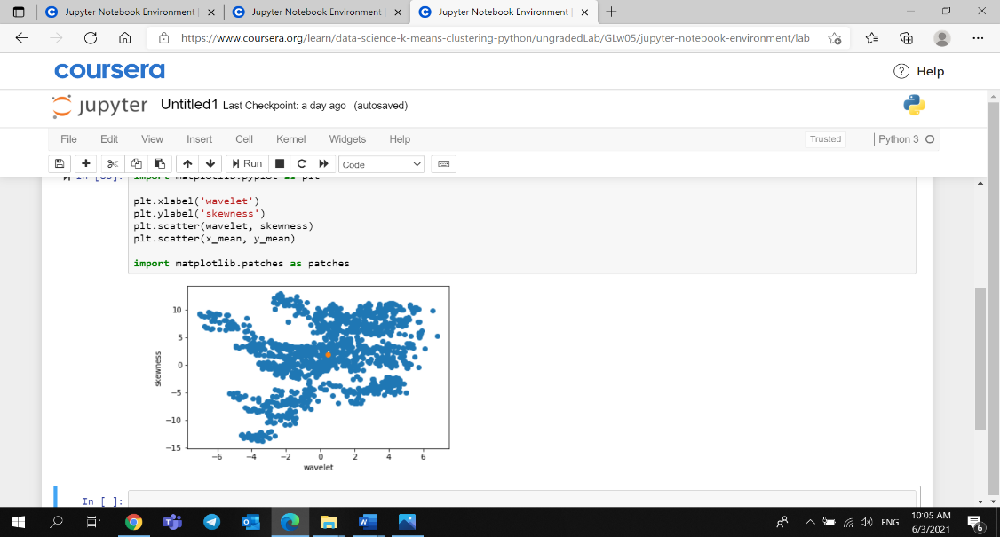 Jupyter Notebook Environment
Jupyter Notebook Environment
Jupyter Notebook Environment
https://www.coursera.org/learn/data-science-k-means-clustering-python/ungradedLab/GLw05/jupyter-notebook-environment/lab
coursera
Help
jupyter Untitled1 Last Checkpoint: a day ago (autosaved)
File Edit View Insert Cell Kernel Widgets Help
Trusted
Python 3
Run
Code
import matplotlib.pyplot as plt
plt.xlabel('wavelet')
plt.ylabel('skewness')
plt.scatter(wavelet, skewness)
plt.scatter(x_mean, y_mean)
import matplotlib.patches as patches
10
5
0
−5
−10
−15
skewness
−6 −4 −2 0 2 4 6
wavelet
In [ ]:
ENG
10:05 AM
6/3/2021
6